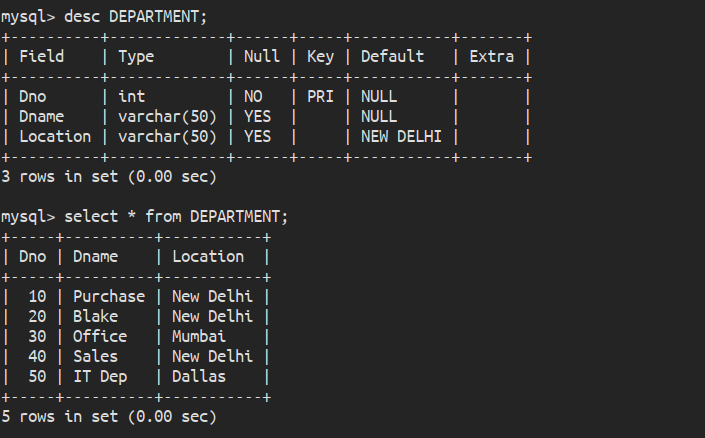 mysql> desc DEPARTMENT;
+----------+-------------+------+-----+-----------+-------+
| Field    | Type        | Null | Key | Default   | Extra |
+----------+-------------+------+-----+-----------+-------+
| Dno      | int         | NO   | PRI | NULL      |       |
| Dname    | varchar(50) | YES  |     | NULL      |       |
| Location | varchar(50) | YES  |     | NEW DELHI |       |
+----------+-------------+------+-----+-----------+-------+
3 rows in set (0.00 sec)

mysql> select * from DEPARTMENT;
+-----+----------+-----------+
| Dno | Dname    | Location  |
+-----+----------+-----------+
|  10 | Purchase | New Delhi |
|  20 | Blake    | New Delhi |
|  30 | Office   | Mumbai    |
|  40 | Sales    | New Delhi |
|  50 | IT Dep   | Dallas    |
+-----+----------+-----------+
5 rows in set (0.00 sec)